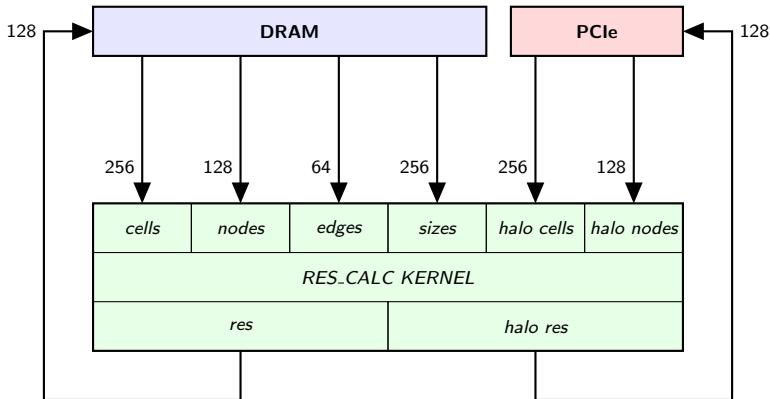 128 DRAM PCIe 128
256 128 64 256 256 128
cells nodes edges sizes halo cells halo nodes
RES_CALC KERNEL
res halo res